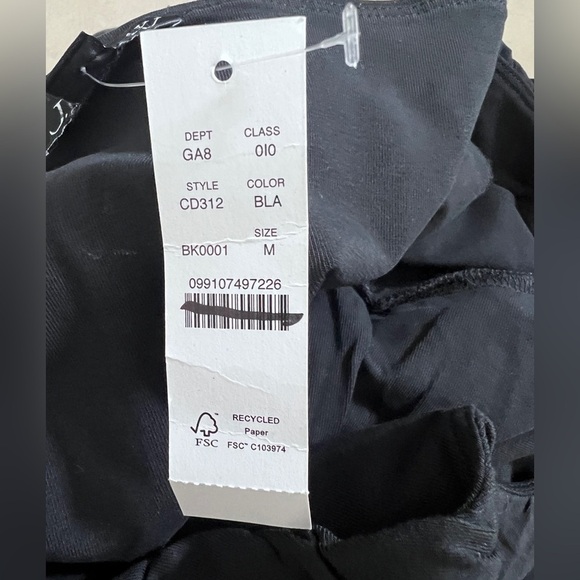 DEPT CLASS
GA8 0I0
STYLE COLOR
CD312 BLA
SIZE
BK0001 M
099107497226
RECYCLED
Paper
FSC
FSC™ C103974